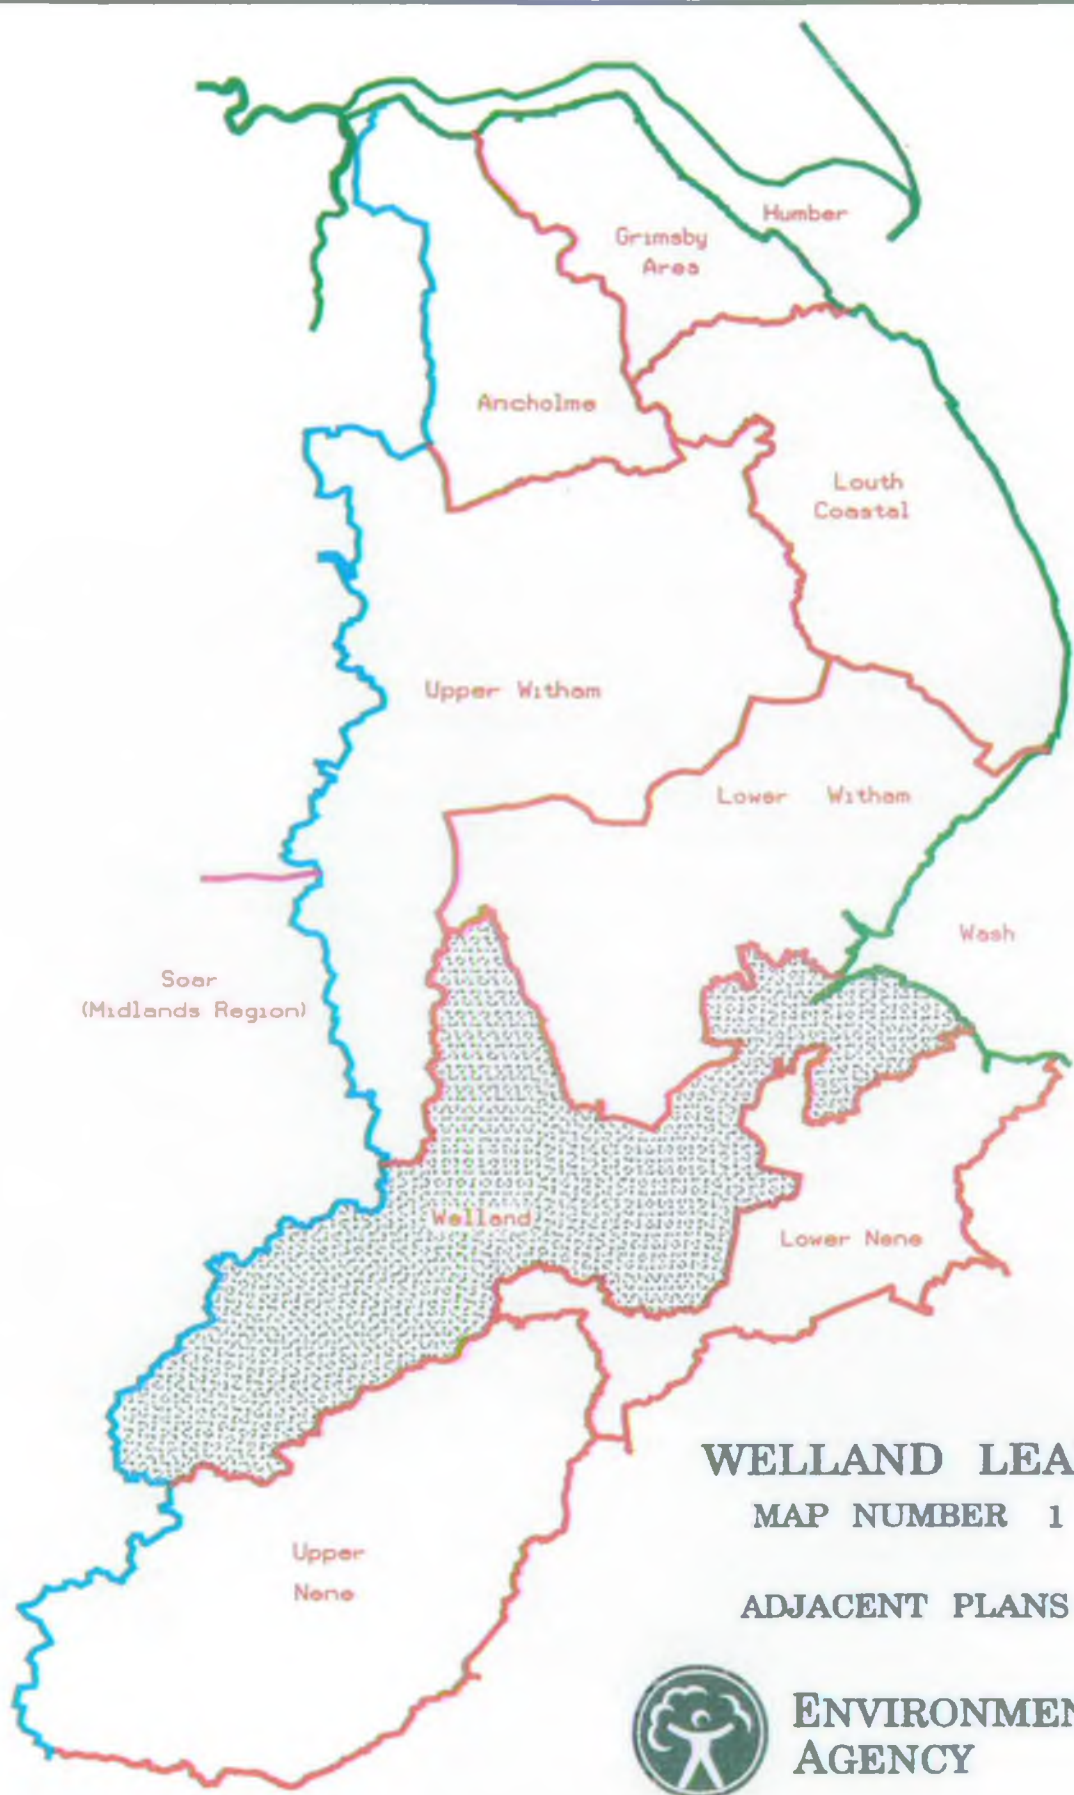 Humber
Grimsby
Area
Ancholme
Louth
Coastal
Upper Witham
Lower Witham
Wash
Soar
(Midlands Region)
Welland
Lower Nene
Upper
Nene
WELLAND LEA
MAP NUMBER 1
ADJACENT PLANS
ENVIRONMEN
AGENCY